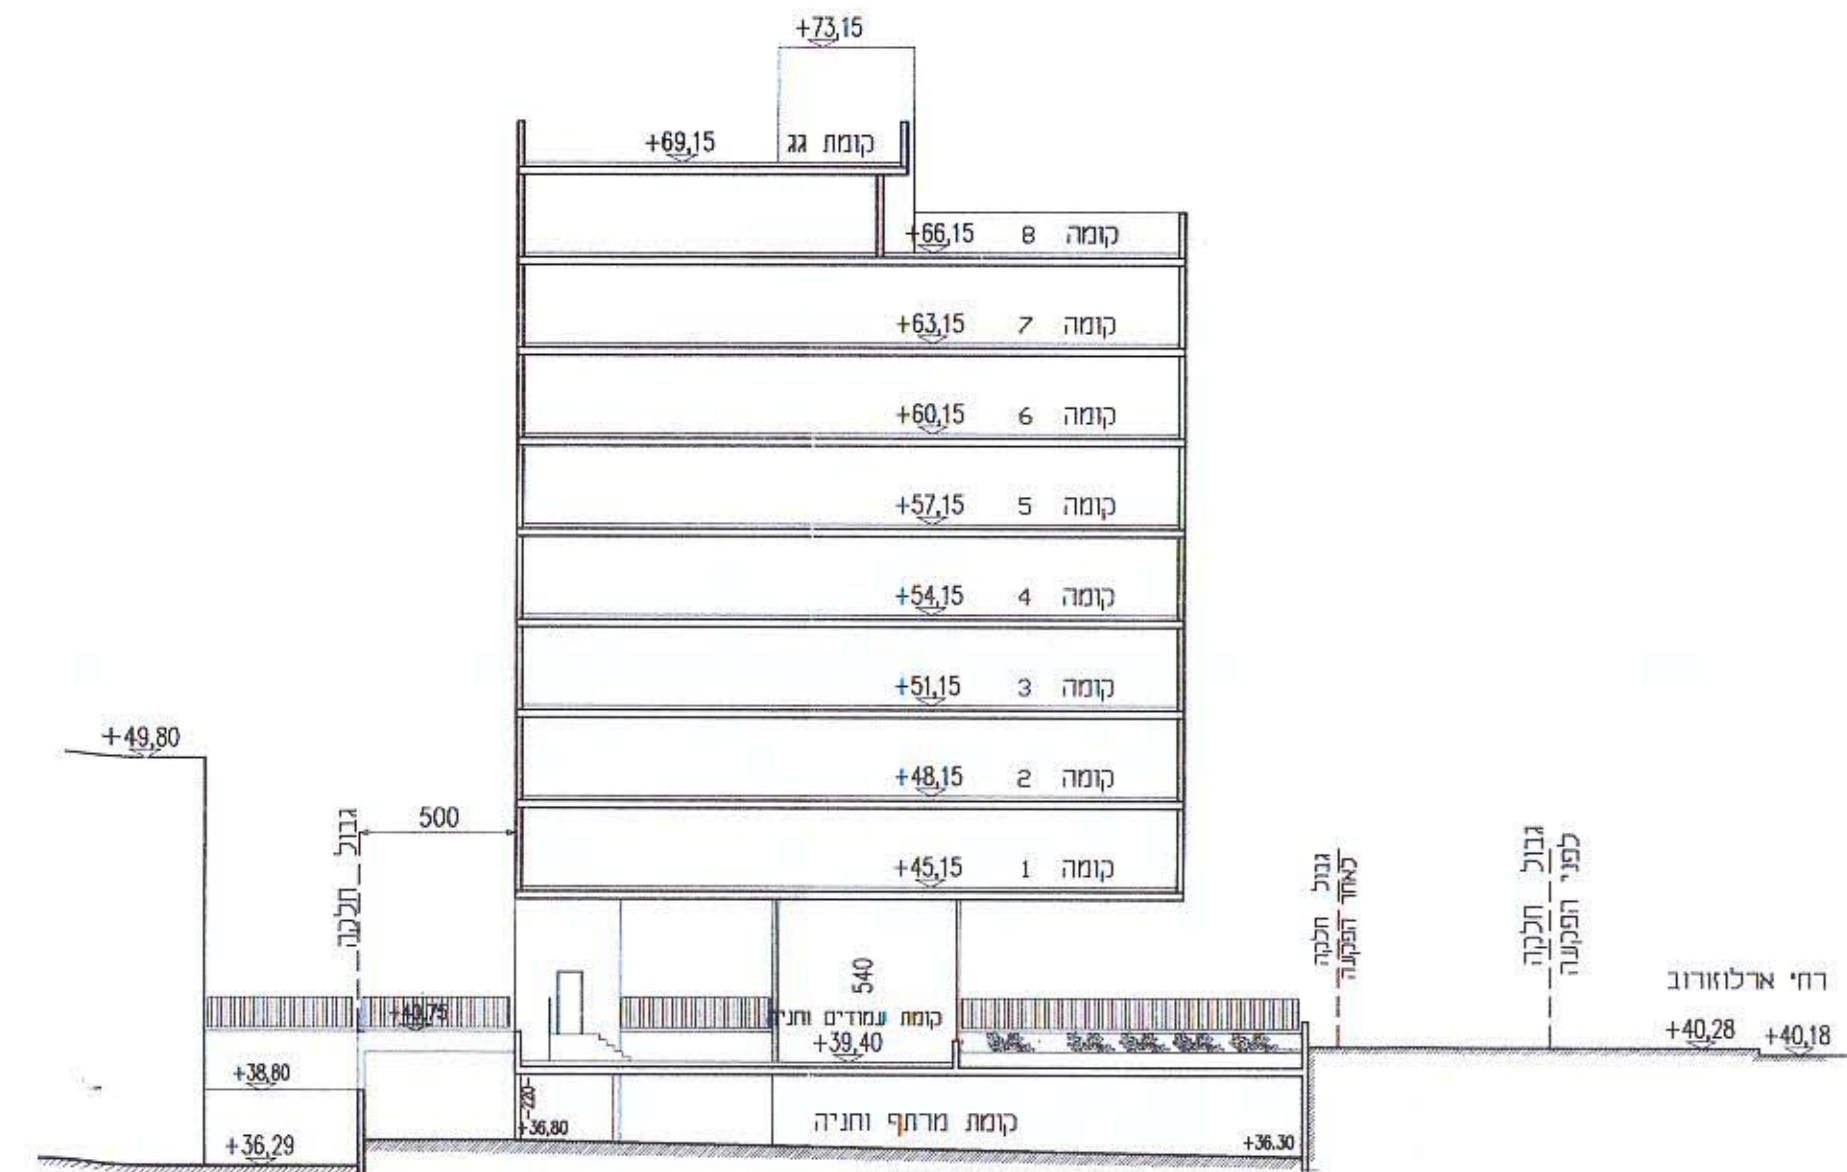 +73,15
+69,15 קומת גג
קומה 8 +66,15
קומה 7 +63,15
קומה 6 +60,15
קומה 5 +57,15
קומה 4 +54,15
קומה 3 +51,15
קומה 2 +48,15
קומה 1 +45,15
+49,80
500
גבול חלקה
540
קומת עמודים וחניה
+39,40
+40,75
+38,80
+36,29
-220-
+36,80
קומת מרתף וחניה
+36.30
גבול חלקה
לאחר הפקעה
גבול חלקה
לפני הפקעה
רח' ארלוזורוב
+40,28
+40,18